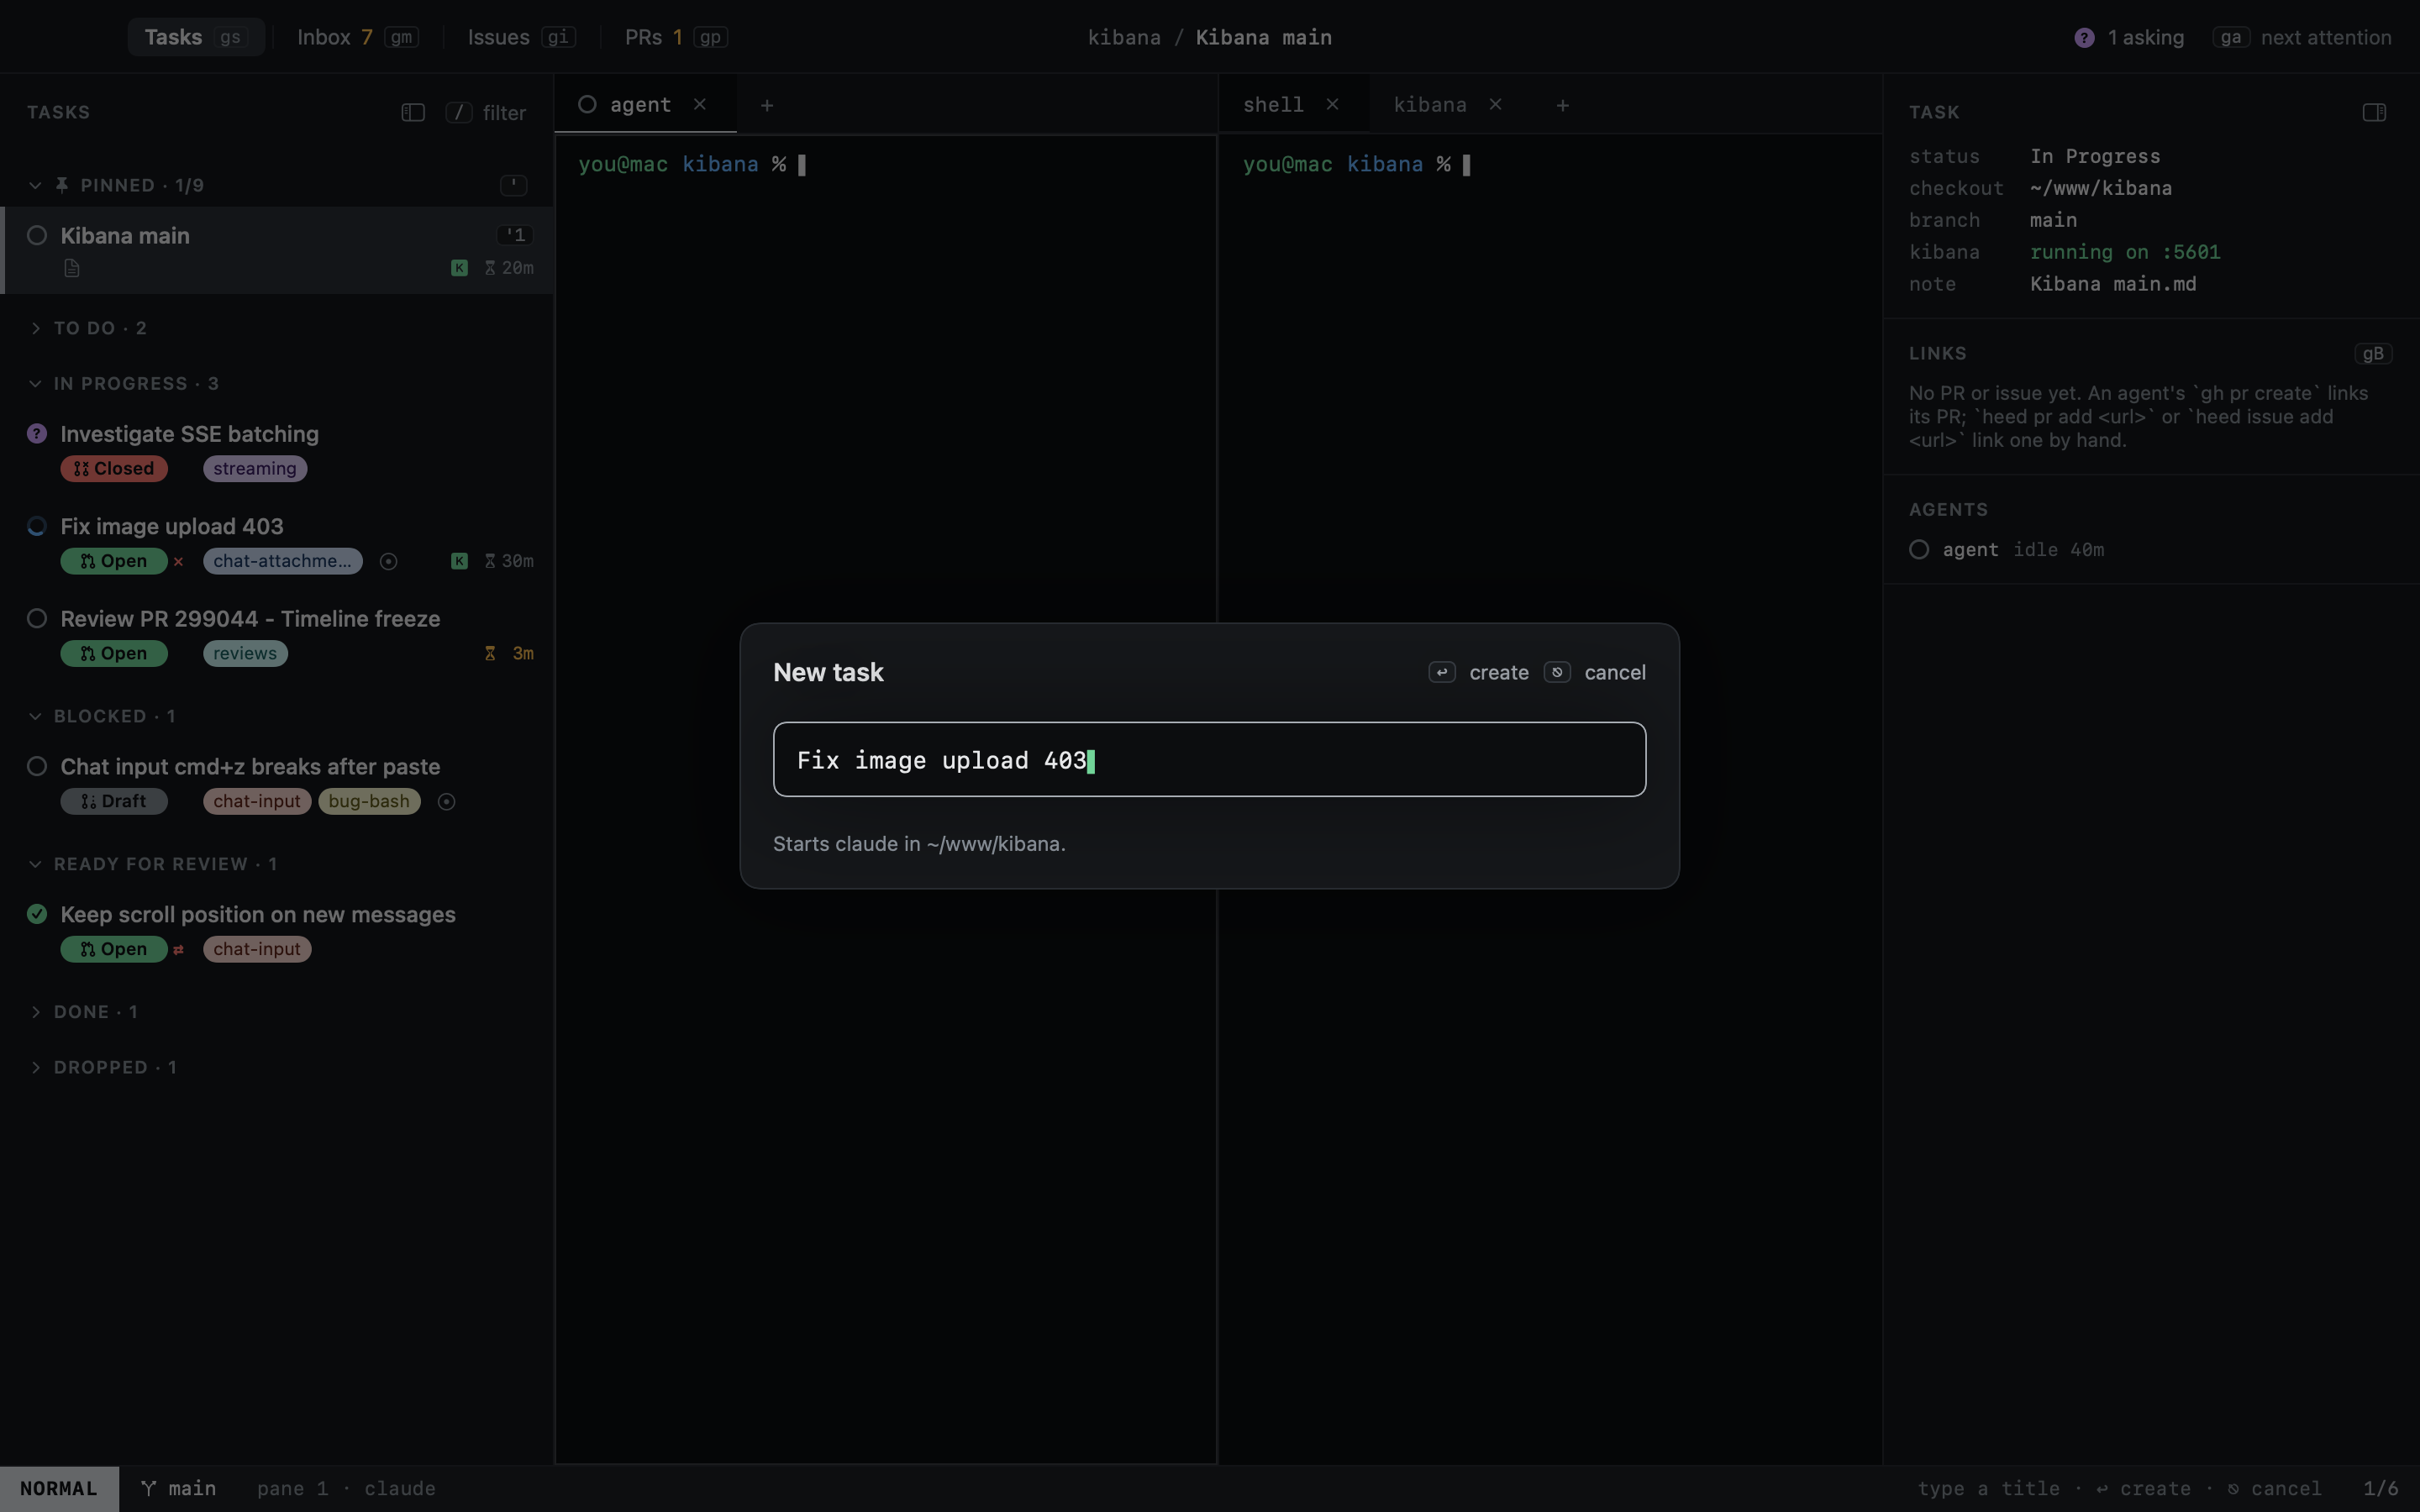 Tasks gs Inbox 7 gm Issues gi PRs 1 gp
kibana / Kibana main
? 1 asking ga next attention
TASKS / filter
PINNED · 1/9 '
Kibana main '1
K 20m
TO DO · 2
IN PROGRESS · 3
? Investigate SSE batching
Closed streaming
Fix image upload 403
Open × chat-attachme... K 30m
Review PR 299044 - Timeline freeze
Open reviews 3m
BLOCKED · 1
Chat input cmd+z breaks after paste
Draft chat-input bug-bash
READY FOR REVIEW · 1
Keep scroll position on new messages
Open chat-input
DONE · 1
DROPPED · 1
agent × +
you@mac kibana %
shell × kibana × +
you@mac kibana %
New task ↩ create ⎋ cancel
Fix image upload 403
Starts claude in ~/www/kibana.
TASK
status In Progress
checkout ~/www/kibana
branch main
kibana running on :5601
note Kibana main.md
LINKS gB
No PR or issue yet. An agent's `gh pr create` links
its PR; `heed pr add <url>` or `heed issue add
<url>` link one by hand.
AGENTS
agent idle 40m
NORMAL main pane 1 · claude
type a title · ↩ create · ⎋ cancel 1/6